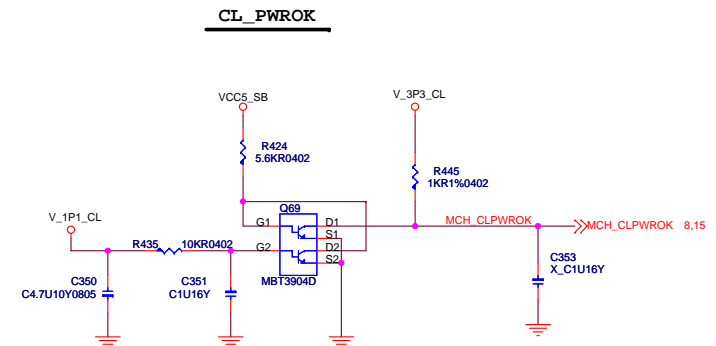 CL_PWROK
VCC5_SB
V_3P3_CL
R424
5.6KR0402
R445
1KR1%0402
V_1P1_CL
Q69
G1
D1
MCH_CLPWROK
MCH_CLPWROK 8,15
S1
R435
10KR0402
G2
D2
S2
C350
C4.7U10Y0805
C351
C1U16Y
MBT3904D
C353
X_C1U16Y